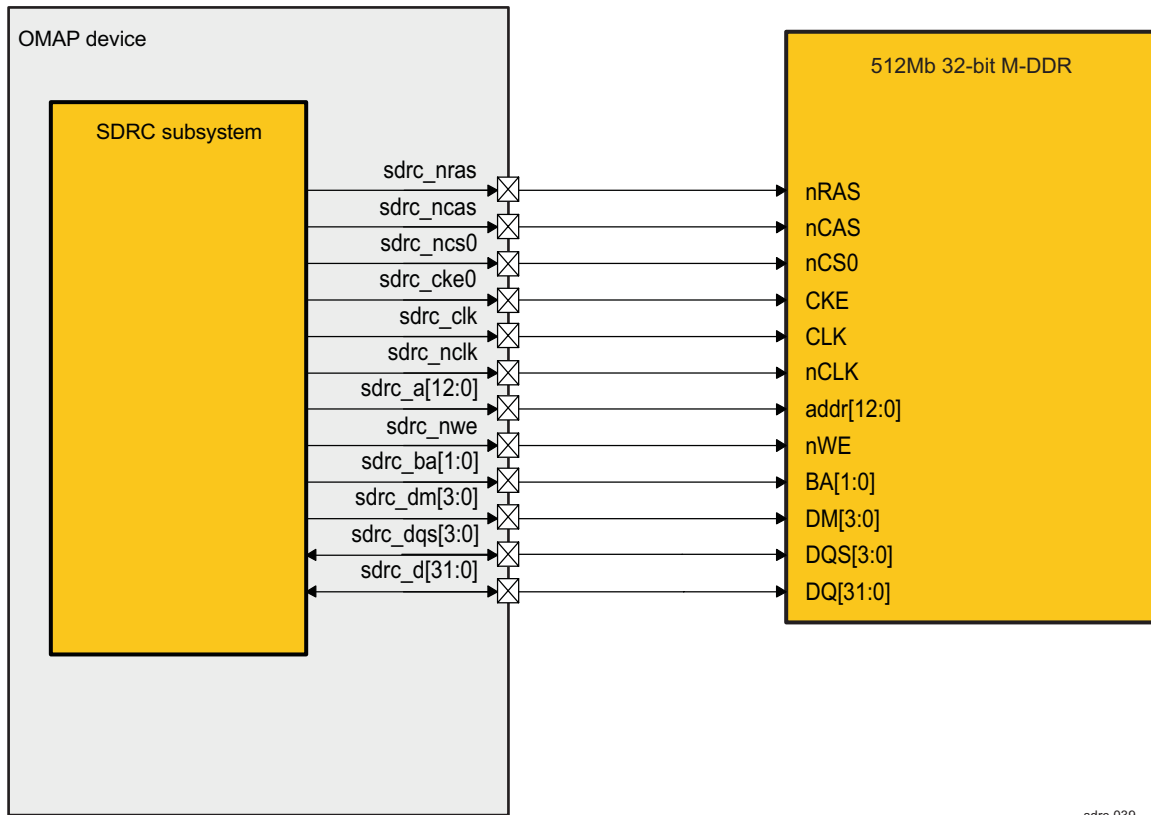 OMAP device
512Mb 32-bit M-DDR
SDRC subsystem
sdrc_nras
nRAS
sdrc_ncas
nCAS
sdrc_ncs0
nCS0
sdrc_cke0
CKE
sdrc_clk
CLK
sdrc_nclk
nCLK
sdrc_a[12:0]
addr[12:0]
sdrc_nwe
nWE
sdrc_ba[1:0]
BA[1:0]
sdrc_dm[3:0]
DM[3:0]
sdrc_dqs[3:0]
DQS[3:0]
sdrc_d[31:0]
DQ[31:0]